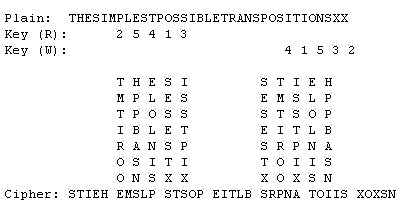 Plain: THESIMPLESTPOSSIBLETRANSPOSITIONSXX
Key (R): 2 5 4 1 3
Key (W): 4 1 5 3 2
T H E S I S T I E H
M P L E S E M S L P
T P O S S S T S O P
I B L E T E I T L B
R A N S P S R P N A
O S I T I T O I I S
O N S X X X O X S N
Cipher: STIEH EMSLP STSOP EITLB SRPNA TOIIS XOXSN